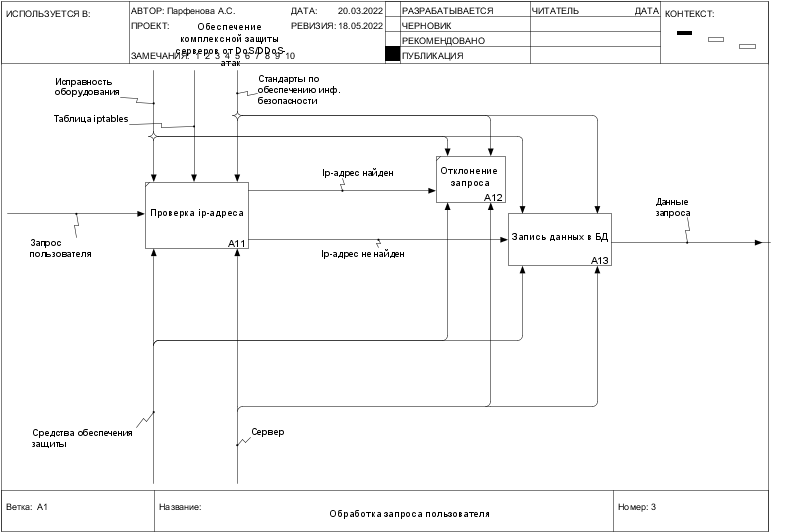 ИСПОЛЬЗУЕТСЯ В:
АВТОР: Парфенова А.С.
ДАТА: 20.03.2022
ПРОЕКТ: Обеспечение
комплексной защиты
серверов от DoS/DDoS-
атак
РЕВИЗИЯ: 18.05.2022
ЗАМЕЧАНИЯ: 1 2 3 4 5 6 7 8 9 10
РАЗРАБАТЫВАЕТСЯ
ЧЕРНОВИК
РЕКОМЕНДОВАНО
ПУБЛИКАЦИЯ
ЧИТАТЕЛЬ ДАТА
КОНТЕКСТ:
Исправность
оборудования
Таблица iptables
Стандарты по
обеспечению инф.
безопасности
Ip-адрес найден
Отклонение
запроса
A12
Проверка ip-адреса
A11
Данные
запроса
Запись данных в БД
A13
Запрос
пользователя
Ip-адрес не найден
Средства обеспечения
защиты
Сервер
Ветка: A1
Название:
Обработка запроса пользователя
Номер: 3